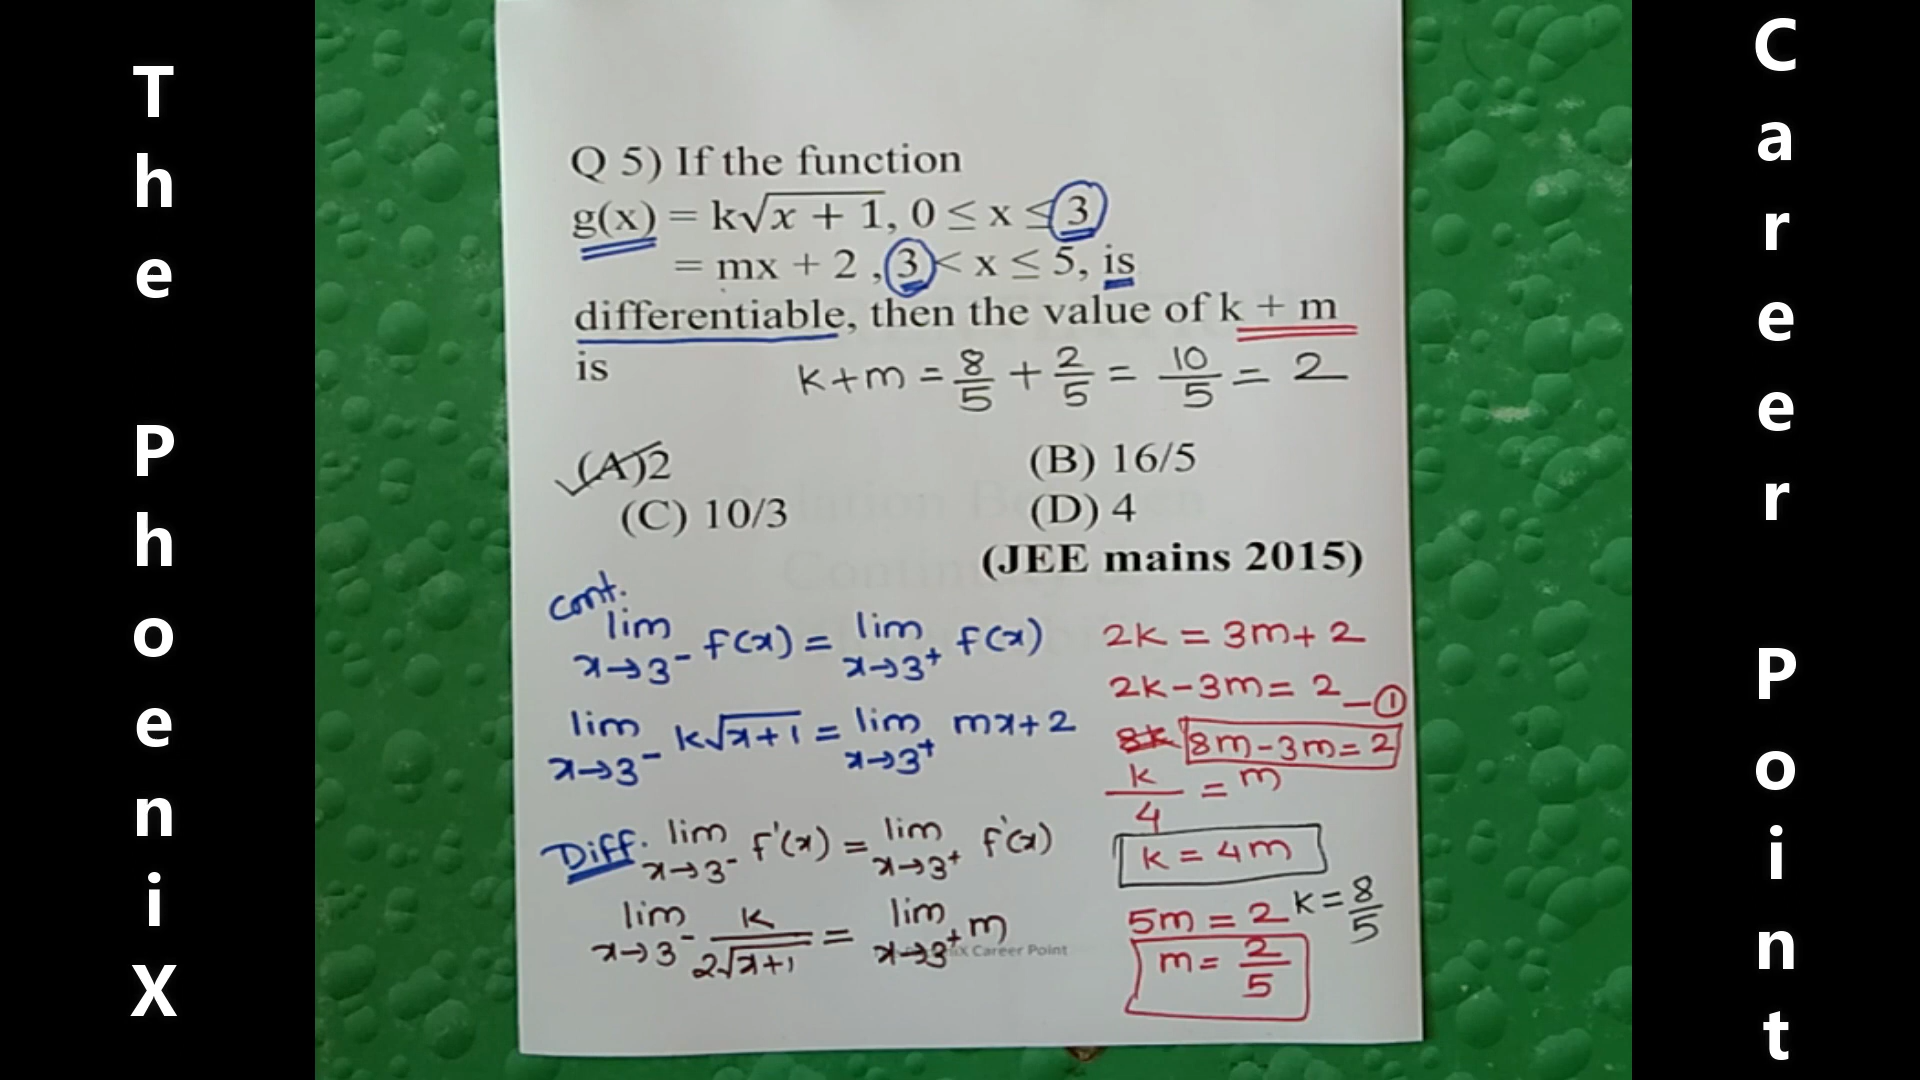 The PhoeniX
Q 5) If the function
g(x) = k√x + 1, 0 ≤ x ≤ 3
= mx + 2 , 3 < x ≤ 5, is
differentiable, then the value of k + m
is
k+m = 8/5 + 2/5 = 10/5 = 2
(A)2 (B) 16/5
(C) 10/3 (D) 4
(JEE mains 2015)
cont.
lim x→3⁻ f(x) = lim x→3⁺ f(x)
lim x→3⁻ k√x+1 = lim x→3⁺ mx+2
Diff. lim x→3⁻ f'(x) = lim x→3⁺ f'(x)
lim x→3⁻ k/2√x+1 = lim x→3⁺ m
iX Career Point
2k = 3m+2
2k-3m = 2 — ①
8k 8m-3m=2
k/4 = m
k = 4m
5m = 2 k = 8/5
m = 2/5
Career Point